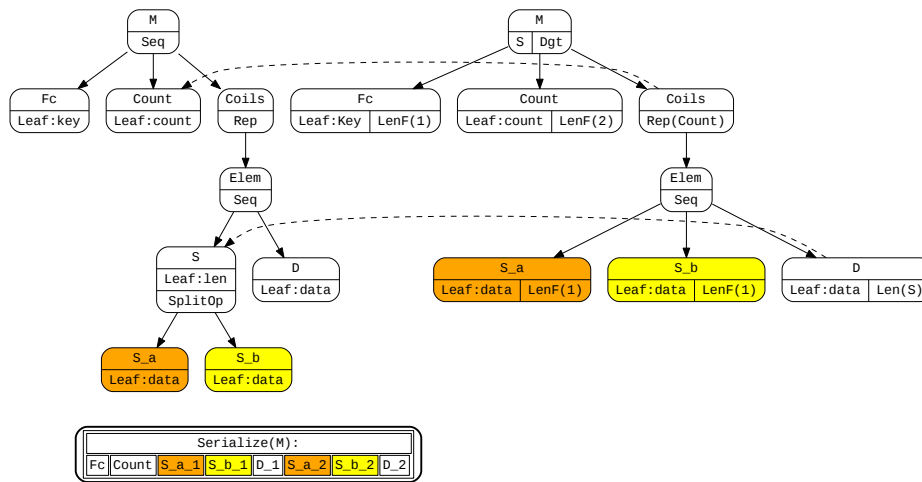 M
Seq
M
S Dgt
Fc
Leaf:key
Count
Leaf:count
Coils
Rep
Fc
Leaf:Key LenF(1)
Count
Leaf:count LenF(2)
Coils
Rep(Count)
Elem
Seq
Elem
Seq
S
Leaf:len
SplitOp
D
Leaf:data
S_a
Leaf:data LenF(1)
S_b
Leaf:data LenF(1)
D
Leaf:data Len(S)
S_a
Leaf:data
S_b
Leaf:data
Serialize(M):
Fc Count S_a_1 S_b_1 D_1 S_a_2 S_b_2 D_2